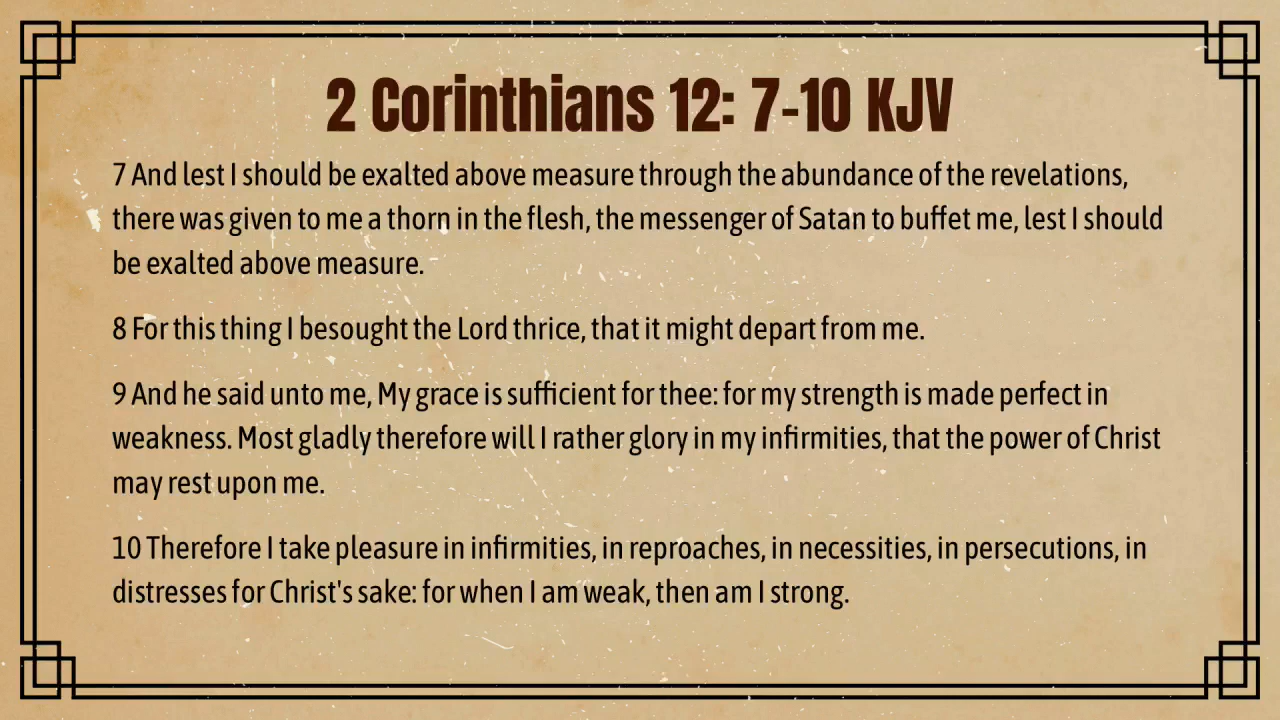 2 Corinthians 12: 7-10 KJV
7 And lest I should be exalted above measure through the abundance of the revelations,
there was given to me a thorn in the flesh, the messenger of Satan to buffet me, lest I should
be exalted above measure.
8 For this thing I besought the Lord thrice, that it might depart from me.
9 And he said unto me, My grace is sufficient for thee: for my strength is made perfect in
weakness. Most gladly therefore will I rather glory in my infirmities, that the power of Christ
may rest upon me.
10 Therefore I take pleasure in infirmities, in reproaches, in necessities, in persecutions, in
distresses for Christ's sake: for when I am weak, then am I strong.